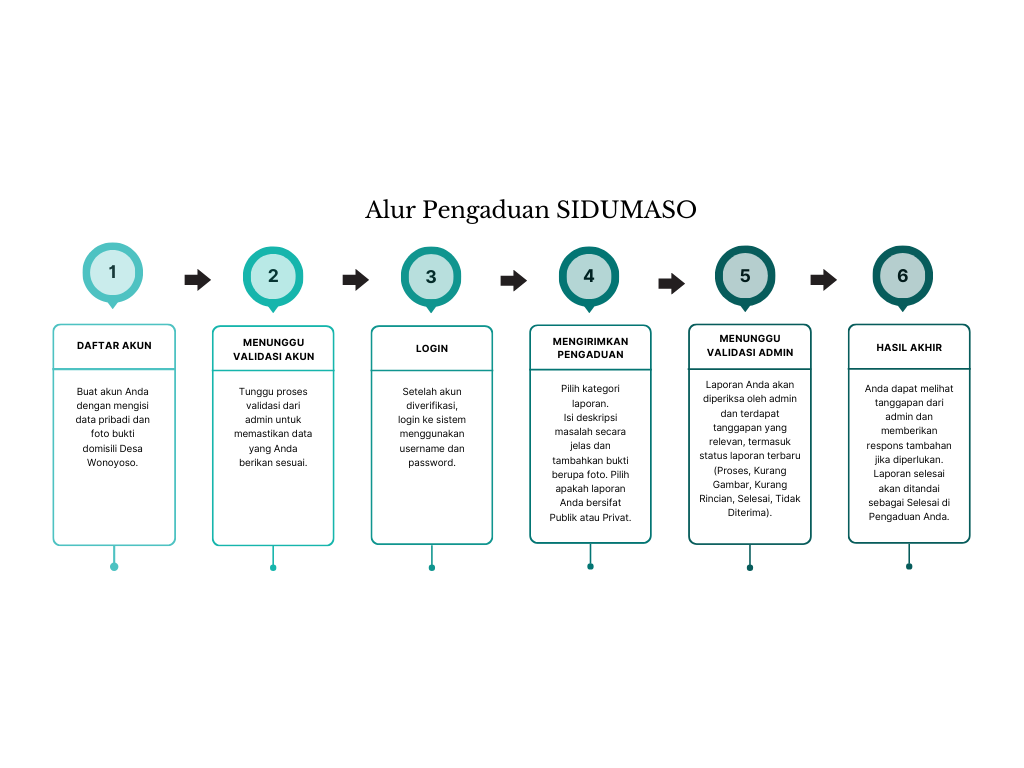 Alur Pengaduan SIDUMASO
1
DAFTAR AKUN
Buat akun Anda
dengan mengisi
data pribadi dan
foto bukti
domisili Desa
Wonoyoso.
2
MENUNGGU
VALIDASI AKUN
Tunggu proses
validasi dari
admin untuk
memastikan data
yang Anda
berikan sesuai.
3
LOGIN
Setelah akun
diverifikasi,
login ke sistem
menggunakan
username dan
password.
4
MENGIRIMKAN
PENGADUAN
Pilih kategori
laporan.
Isi deskripsi
masalah secara
jelas dan
tambahkan bukti
berupa foto. Pilih
apakah laporan
Anda bersifat
Publik atau Privat.
5
MENUNGGU
VALIDASI ADMIN
Laporan Anda akan
diperiksa oleh admin
dan terdapat
tanggapan yang
relevan, termasuk
status laporan terbaru
(Proses, Kurang
Gambar, Kurang
Rincian, Selesai, Tidak
Diterima).
6
HASIL AKHIR
Anda dapat melihat
tanggapan dari
admin dan
memberikan
respons tambahan
jika diperlukan.
Laporan selesai
akan ditandai
sebagai Selesai di
Pengaduan Anda.